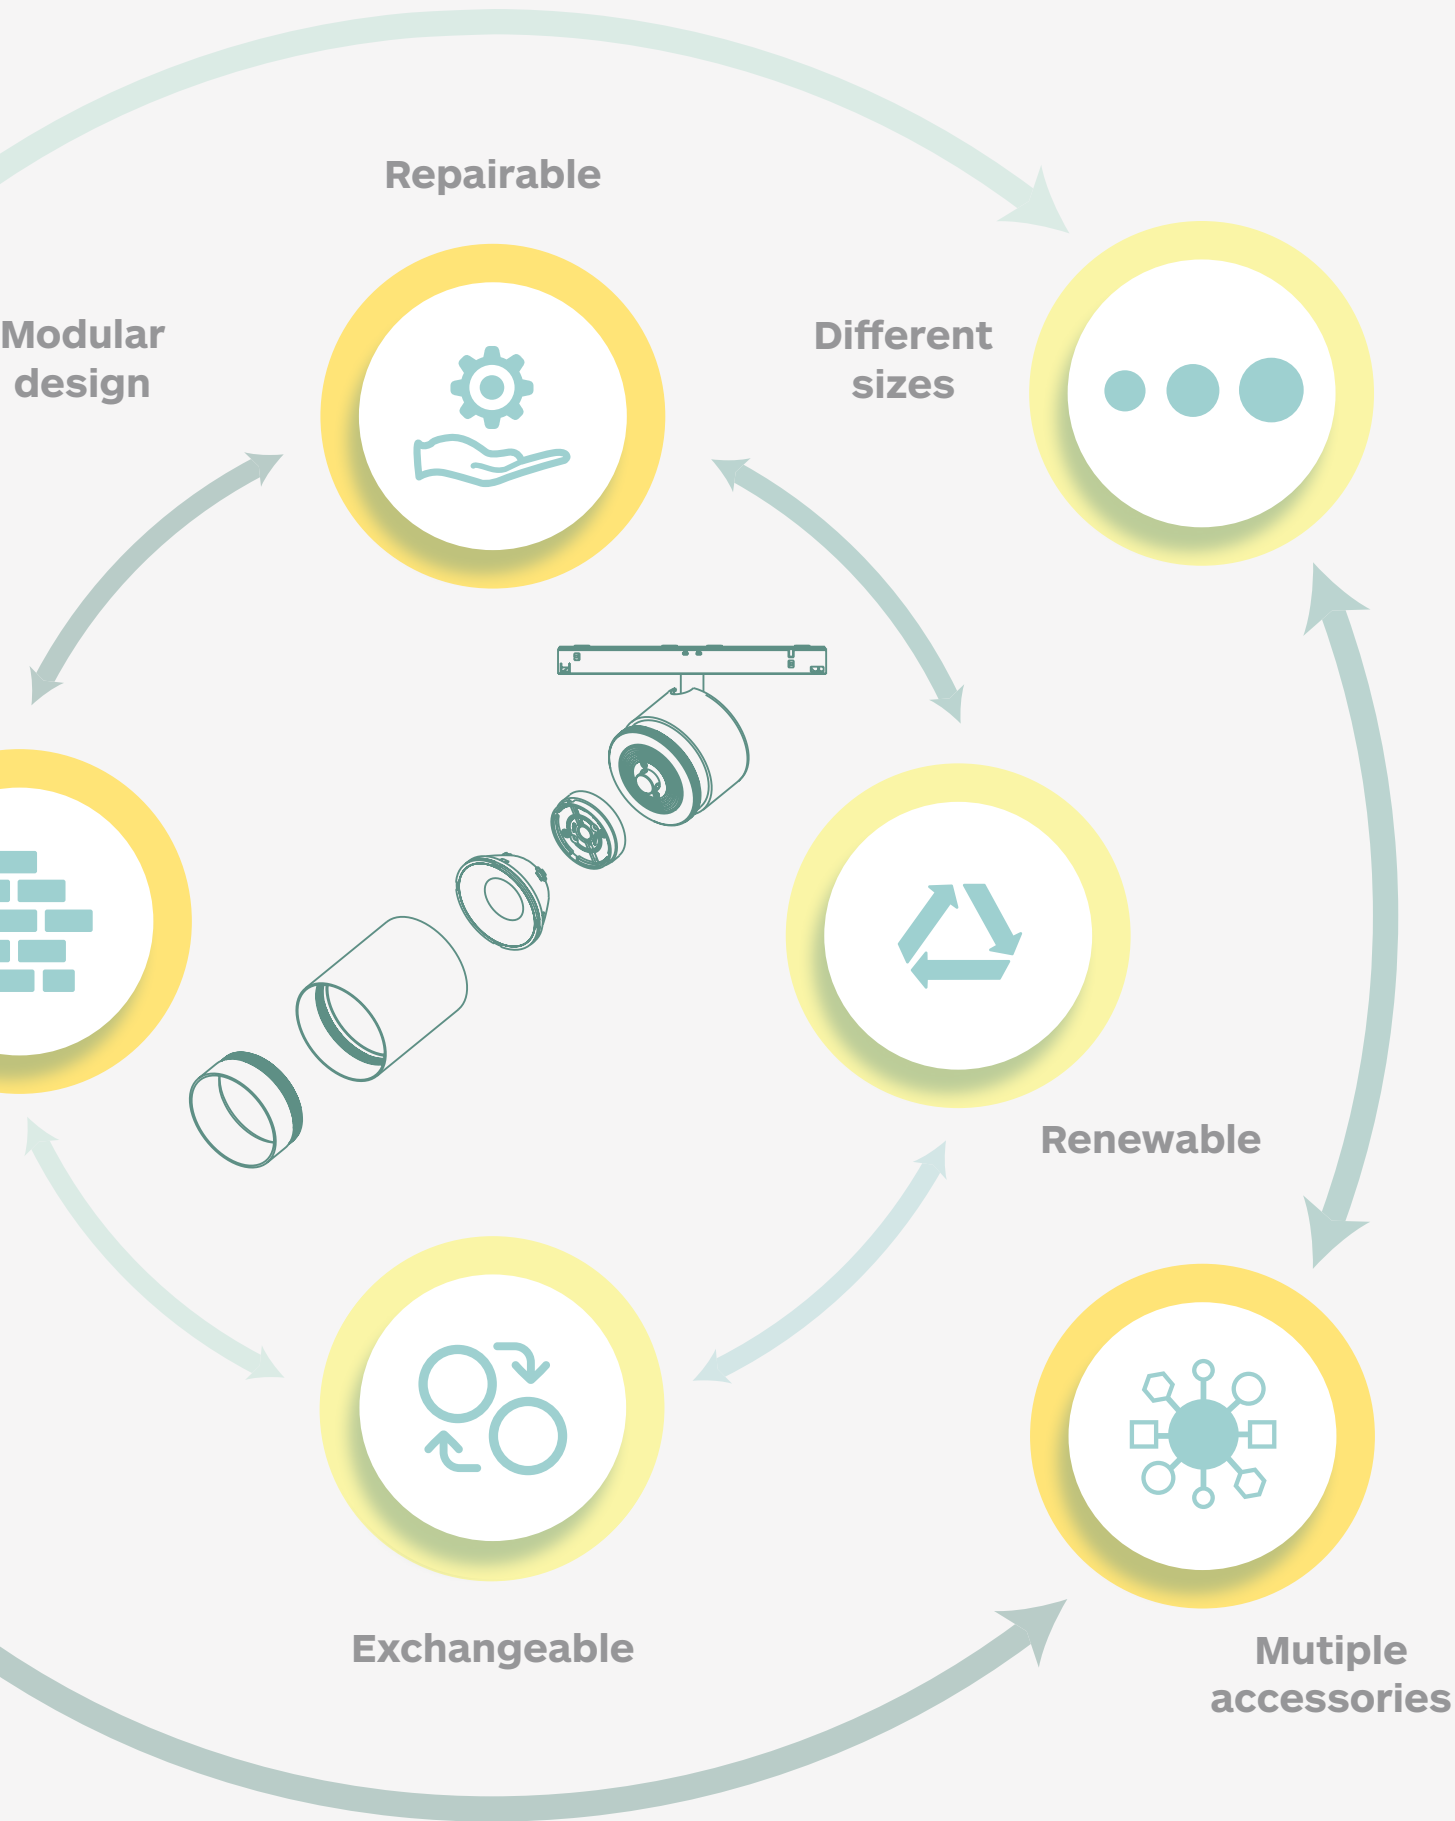 Repairable
Modular
design
Different
sizes
Renewable
Exchangeable
Mutiple
accessories